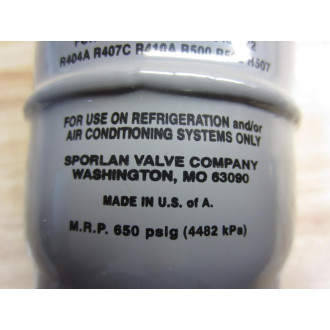 R404A R407C R410A R500 R507
FOR USE ON REFRIGERATION and/or
AIR CONDITIONING SYSTEMS ONLY
SPORLAN VALVE COMPANY
WASHINGTON, MO 63090
MADE IN U.S. of A.
M.R.P. 650 psig (4482 kPa)